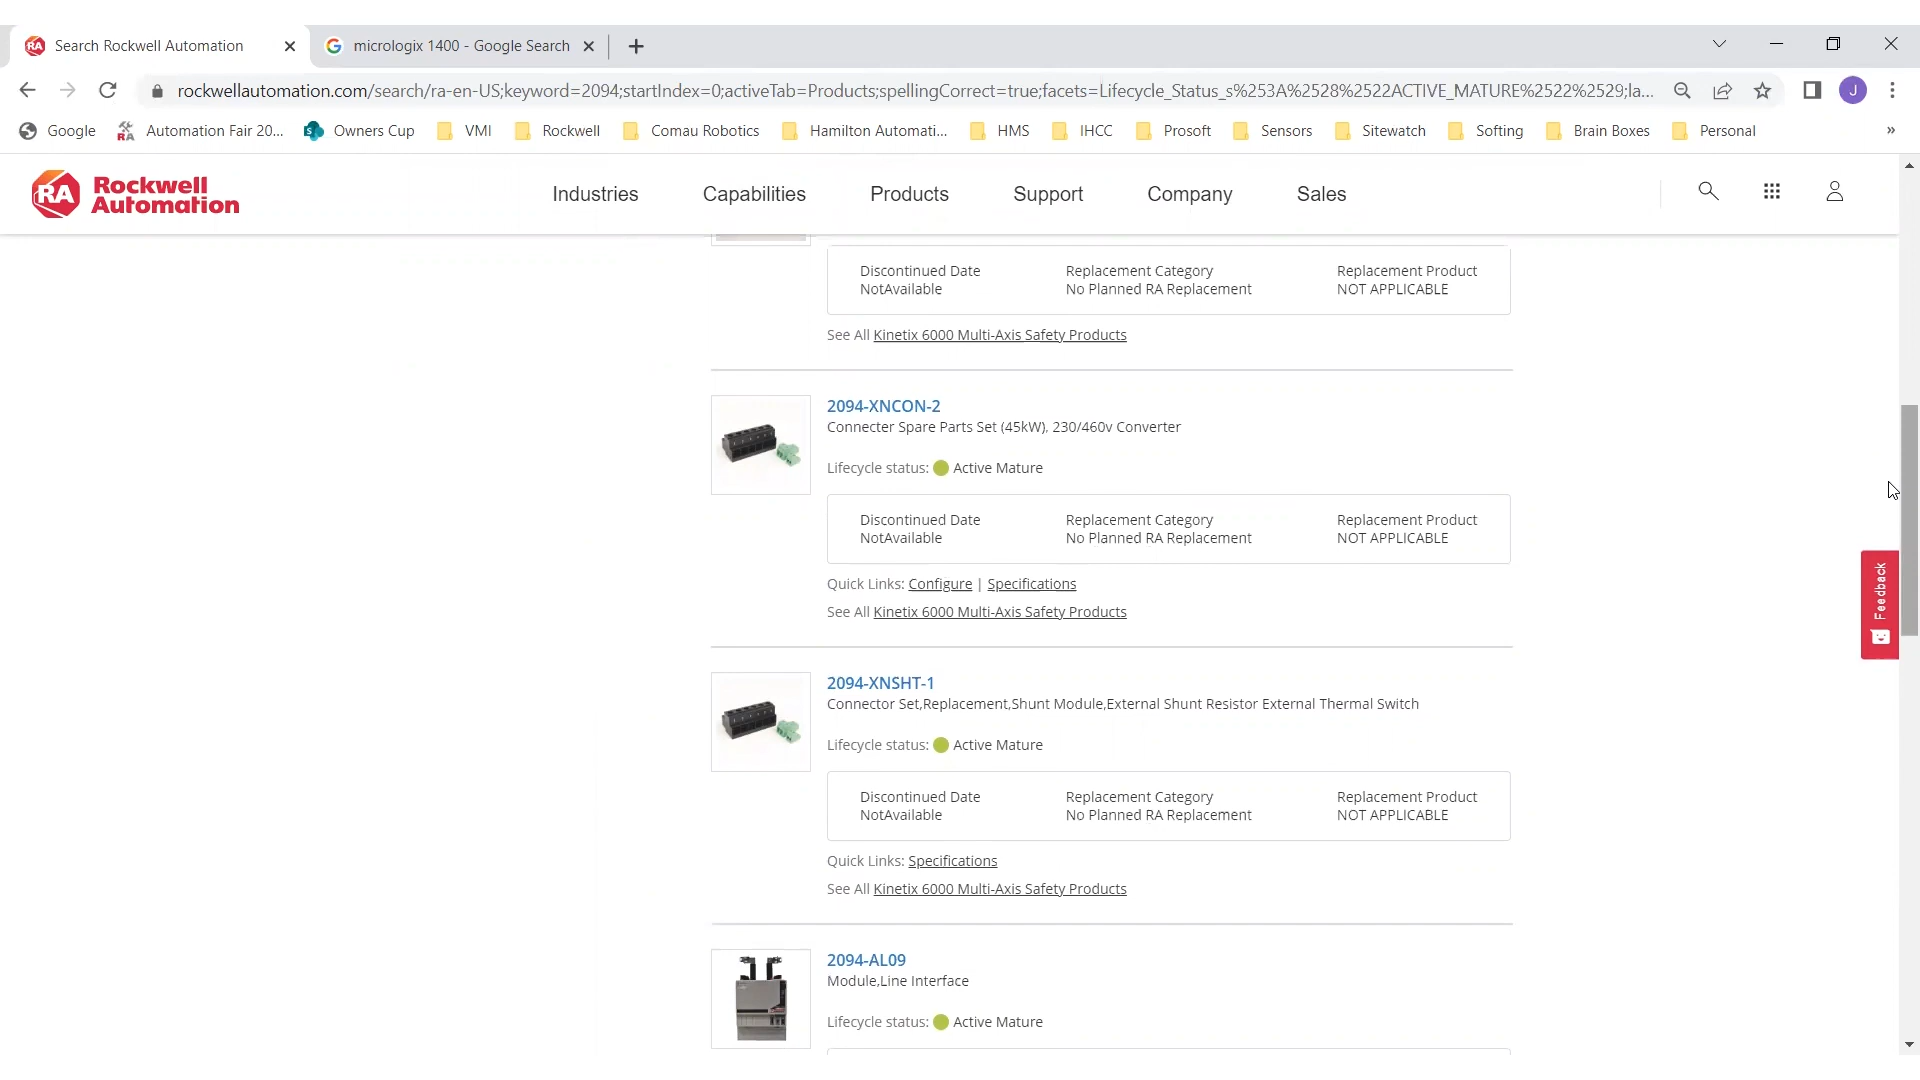 Search Rockwell Automation
micrologix 1400 - Google Search
rockwellautomation.com/search/ra-en-US;keyword=2094;startIndex=0;activeTab=Products;spellingCorrect=true;facets=Lifecycle_Status_s%253A%2528%2522ACTIVE_MATURE%2522%2529;la...
J
Google
Automation Fair 20...
Owners Cup
VMI
Rockwell
Comau Robotics
Hamilton Automati...
HMS
IHCC
Prosoft
Sensors
Sitewatch
Softing
Brain Boxes
Personal
»
RA
Rockwell
Automation
Industries
Capabilities
Products
Support
Company
Sales
Discontinued Date Replacement Category Replacement Product
NotAvailable No Planned RA Replacement NOT APPLICABLE
See All Kinetix 6000 Multi-Axis Safety Products
2094-XNCON-2
Connecter Spare Parts Set (45kW), 230/460v Converter
Lifecycle status: Active Mature
Discontinued Date Replacement Category Replacement Product
NotAvailable No Planned RA Replacement NOT APPLICABLE
Quick Links: Configure | Specifications
See All Kinetix 6000 Multi-Axis Safety Products
Feedback
2094-XNSHT-1
Connector Set,Replacement,Shunt Module,External Shunt Resistor External Thermal Switch
Lifecycle status: Active Mature
Discontinued Date Replacement Category Replacement Product
NotAvailable No Planned RA Replacement NOT APPLICABLE
Quick Links: Specifications
See All Kinetix 6000 Multi-Axis Safety Products
2094-AL09
Module,Line Interface
Lifecycle status: Active Mature